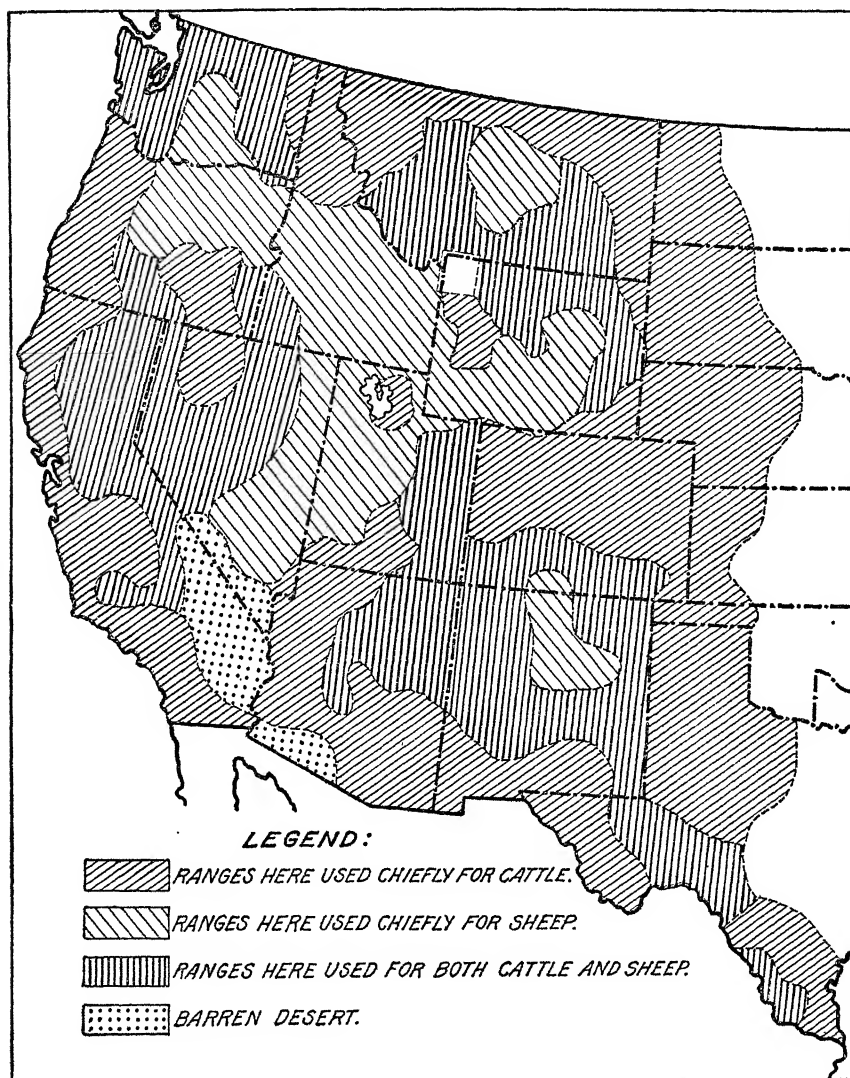 LEGEND:
RANGES HERE USED CHIEFLY FOR CATTLE.
RANGES HERE USED CHIEFLY FOR SHEEP.
RANGES HERE USED FOR BOTH CATTLE AND SHEEP.
BARREN DESERT.